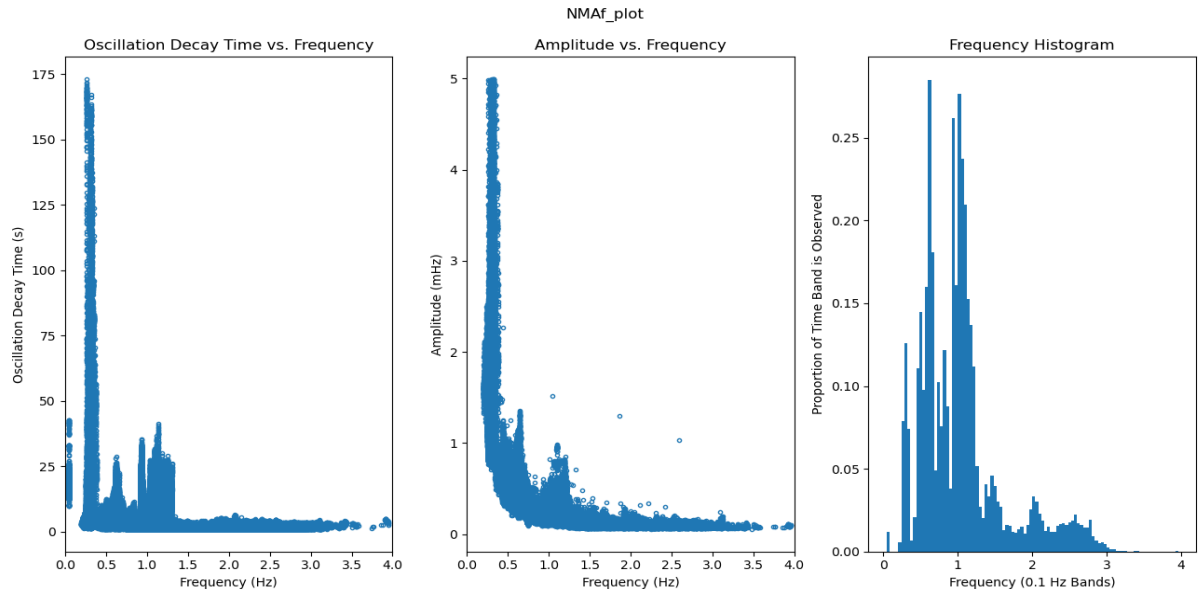 NMAf_plot
Oscillation Decay Time vs. Frequency
Oscillation Decay Time (s)
175
150
125
100
75
50
25
0
0.0 0.5 1.0 1.5 2.0 2.5 3.0 3.5 4.0
Frequency (Hz)
Amplitude vs. Frequency
Amplitude (mHz)
5
4
3
2
1
0
0.0 0.5 1.0 1.5 2.0 2.5 3.0 3.5 4.0
Frequency (Hz)
Frequency Histogram
Proportion of Time Band is Observed
0.25
0.20
0.15
0.10
0.05
0.00
0 1 2 3 4
Frequency (0.1 Hz Bands)